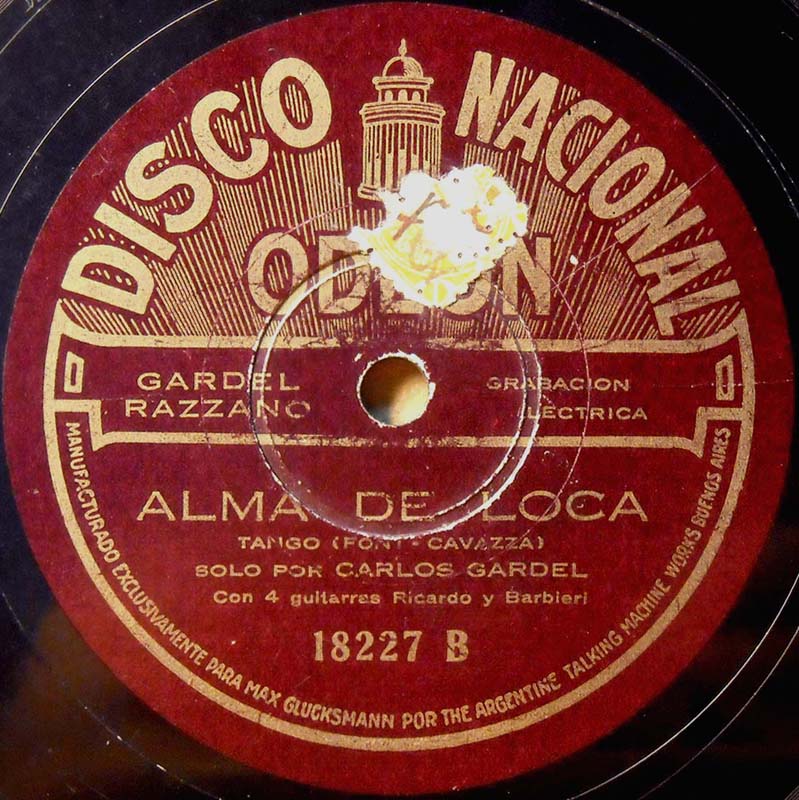 DISCO NACIONAL
ODEON
GARDEL
RAZZANO
GRABACION
ELECTRICA
ALMA DE LOCA
TANGO (FONT - CAVAZZA)
SOLO POR CARLOS GARDEL
Con 4 guitarras Ricardo y Barbieri
18227 B
MANUFACTURADO EXCLUSIVAMENTE PARA MAX GLUCKSMANN POR THE ARGENTINE TALKING MACHINE WORKS BUENOS AIRES